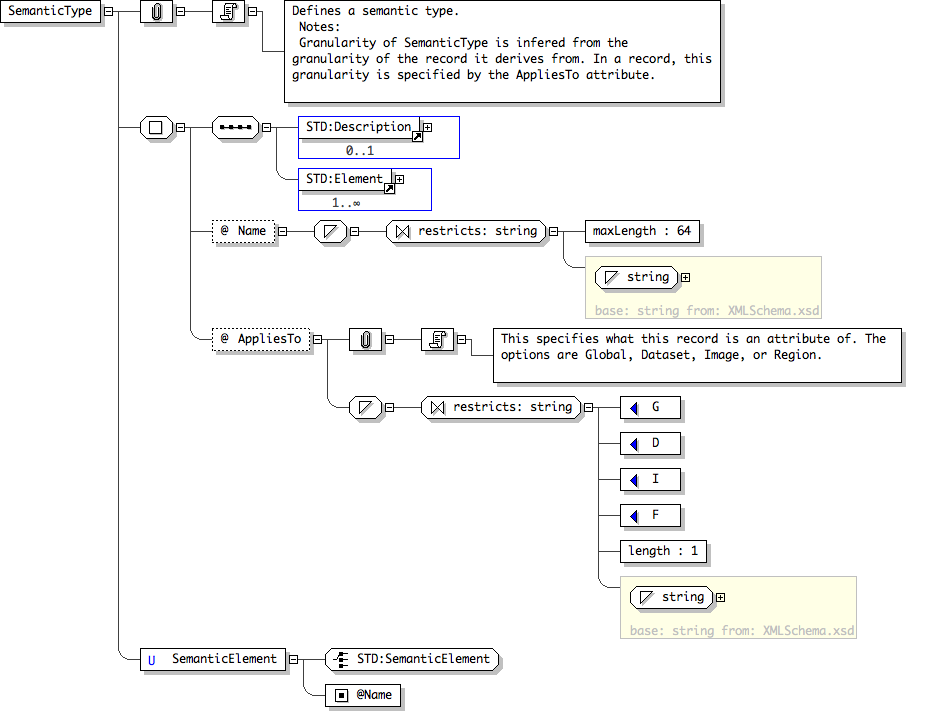 SemanticType
Defines a semantic type.
Notes:
Granularity of SemanticType is infered from the
granularity of the record it derives from. In a record, this
granularity is specified by the AppliesTo attribute.
STD:Description
0..1
STD:Element
1..∞
@ Name
restricts: string
maxLength : 64
string
base: string from: XMLSchema.xsd
@ AppliesTo
This specifies what this record is an attribute of. The
options are Global, Dataset, Image, or Region.
restricts: string
G
D
I
F
length : 1
string
base: string from: XMLSchema.xsd
U SemanticElement
STD:SemanticElement
@Name